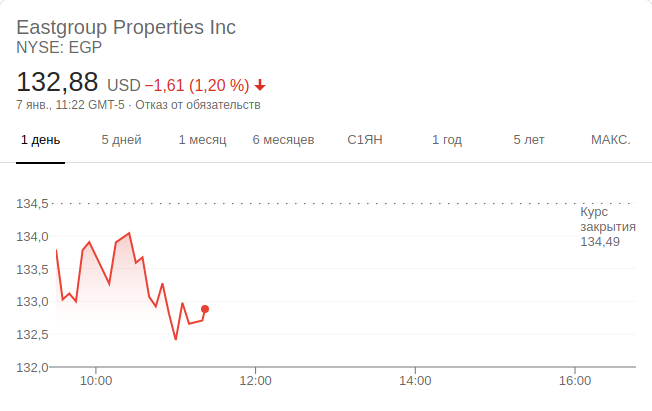 Eastgroup Properties Inc
NYSE: EGP
132,88 USD −1,61 (1,20 %)
7 янв., 11:22 GMT-5 · Отказ от обязательств
1 день 5 дней 1 месяц 6 месяцев С1ЯН 1 год 5 лет МАКС.
134,5
Курс
закрытия
134,49
134,0
133,5
133,0
132,5
132,0
10:00 12:00 14:00 16:00